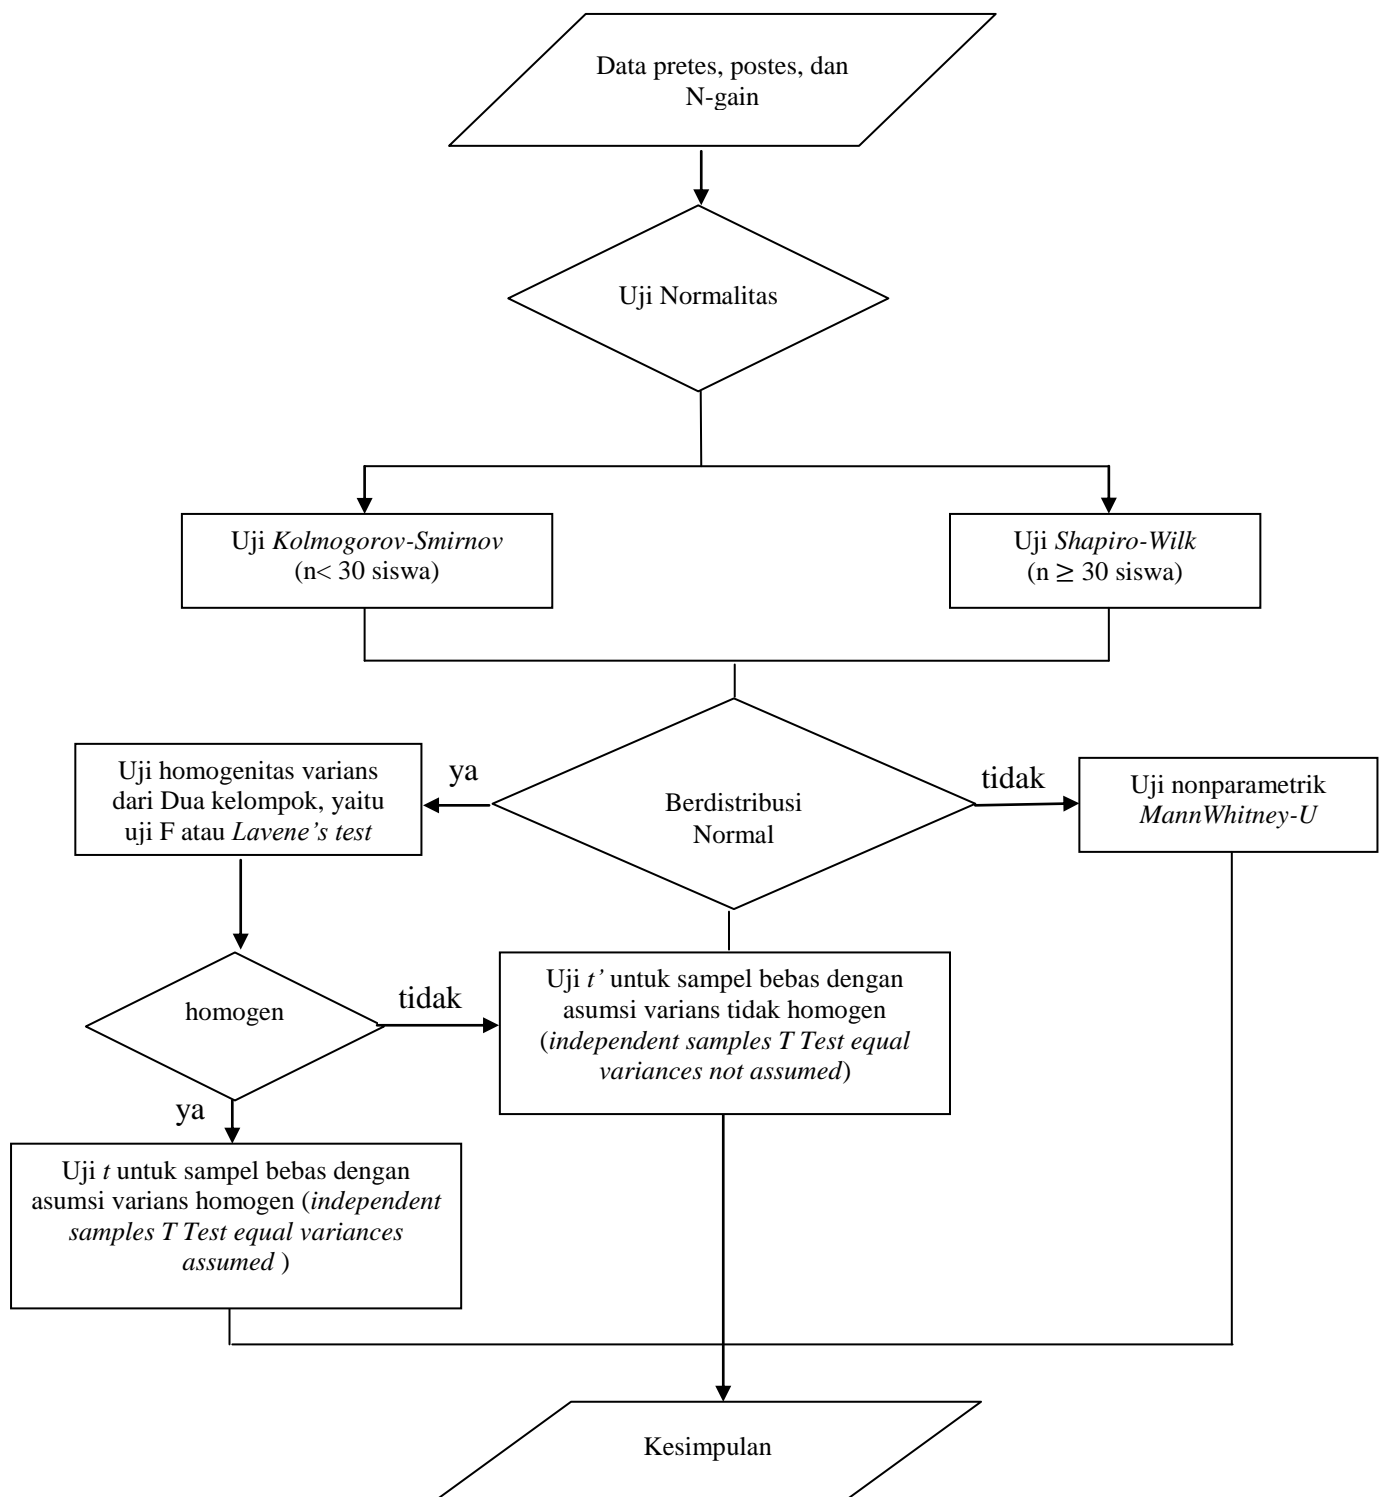 Data pretes, postes, dan
N-gain
Uji Normalitas
Uji Kolmogorov-Smirnov
(n< 30 siswa)
Uji Shapiro-Wilk
(n ≥ 30 siswa)
Uji homogenitas varians
dari Dua kelompok, yaitu
uji F atau Lavene’s test
ya
Berdistribusi
Normal
tidak
Uji nonparametrik
MannWhitney-U
homogen
tidak
Uji t’ untuk sampel bebas dengan
asumsi varians tidak homogen
(independent samples T Test equal
variances not assumed)
ya
Uji t untuk sampel bebas dengan
asumsi varians homogen (independent
samples T Test equal variances
assumed )
Kesimpulan